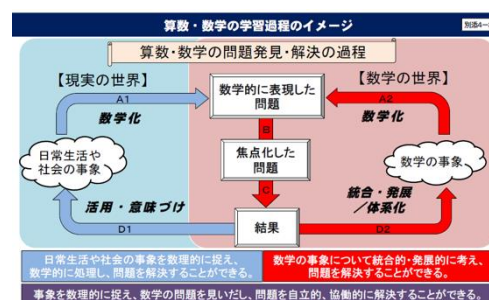 算数・数学の学習過程のイメージ
算数・数学の問題発見・解決の過程
【現実の世界】
【数学の世界】
A1
数学的に表現した
問題
A2
数学化
数学化
B
日常生活や
社会の事象
焦点化した
問題
数学の事象
C
活用・意味づけ
統合・発展
/体系化
結果
D1
D2
日常生活や社会の事象を数理的に捉え、
数学的に処理し、問題を解決することができる。
数学の事象について統合的・発展的に考え、
問題を解決することができる。
事象を数理的に捉え、数学の問題を見いだし、問題を自立的、協働的に解決することができる。